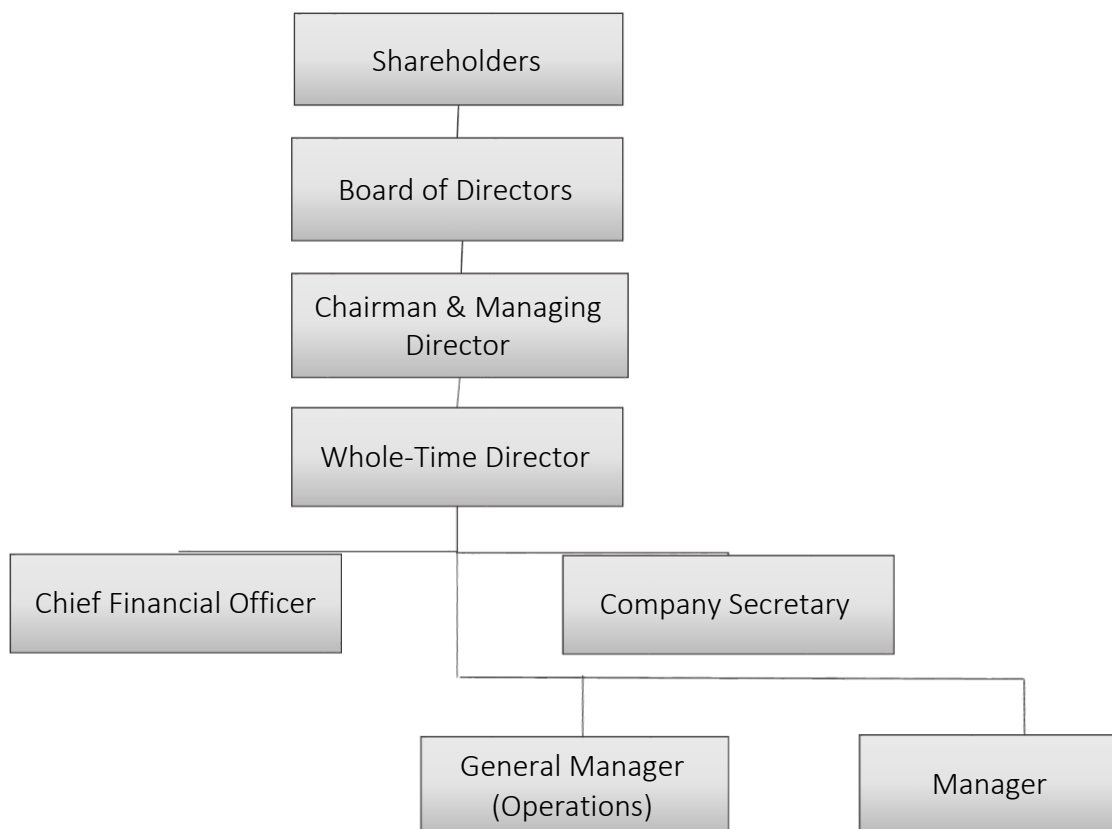 Shareholders
Board of Directors
Chairman & Managing
Director
Whole-Time Director
Chief Financial Officer
Company Secretary
General Manager
(Operations)
Manager